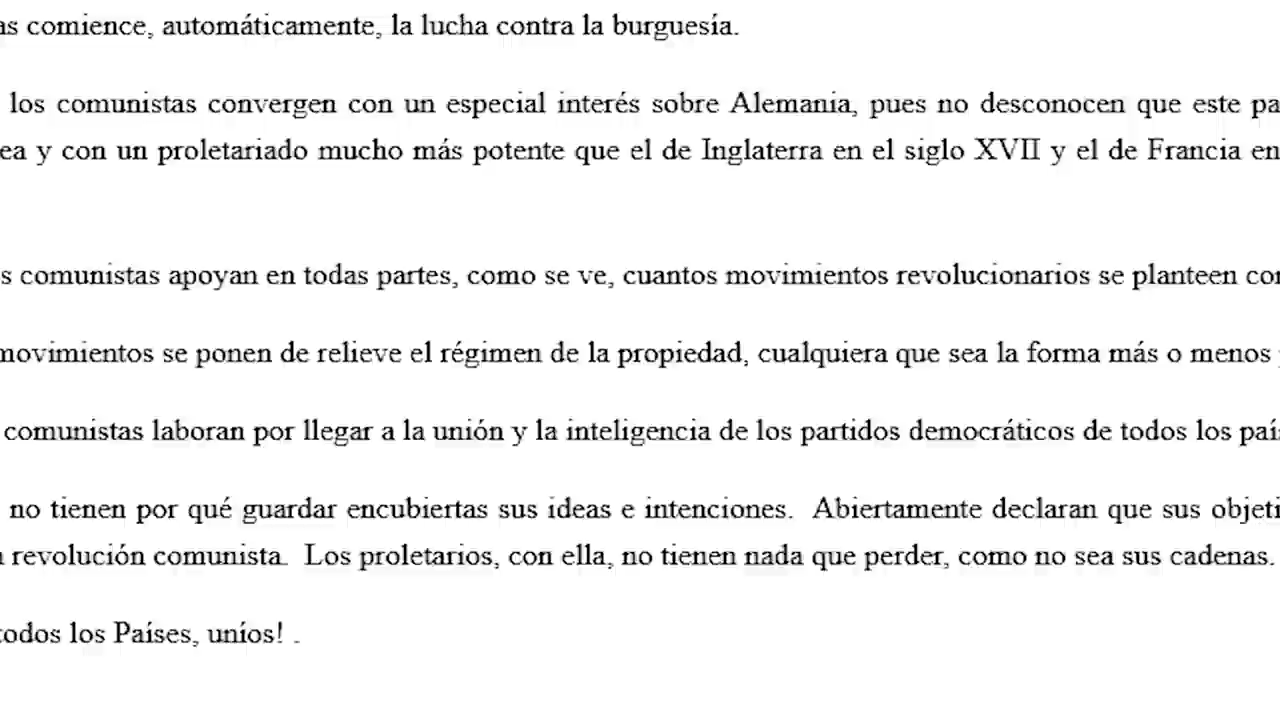 as comience, automáticamente, la lucha contra la burguesía.
los comunistas convergen con un especial interés sobre Alemania, pues no desconocen que este pa
ea y con un proletariado mucho más potente que el de Inglaterra en el siglo XVII y el de Francia en
s comunistas apoyan en todas partes, como se ve, cuantos movimientos revolucionarios se planteen con
movimientos se ponen de relieve el régimen de la propiedad, cualquiera que sea la forma más o menos
comunistas laboran por llegar a la unión y la inteligencia de los partidos democráticos de todos los paí
no tienen por qué guardar encubiertas sus ideas e intenciones. Abiertamente declaran que sus objeti
revolución comunista. Los proletarios, con ella, no tienen nada que perder, como no sea sus cadenas.
todos los Países, uníos! .